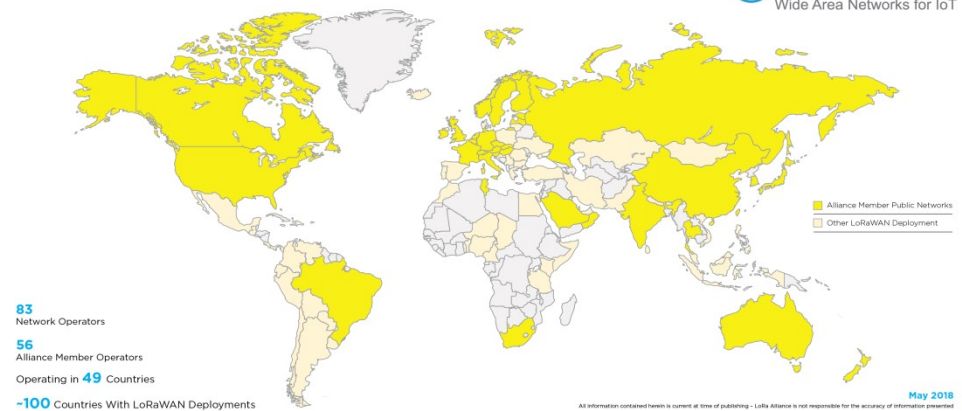 Wide Area Networks for IoT
Alliance Member Public Networks
Other LoRaWAN Deployment
83
Network Operators
56
Alliance Member Operators
Operating in 49 Countries
~100 Countries With LoRaWAN Deployments
May 2018
All information contained herein is current at time of publishing – LoRa Alliance is not responsible for the accuracy of information presented